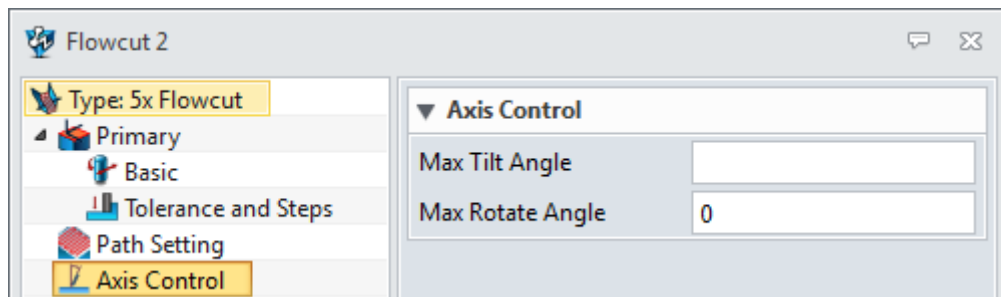 Flowcut 2
Type: 5x Flowcut
Primary
Basic
Tolerance and Steps
Path Setting
Axis Control
Axis Control
Max Tilt Angle
Max Rotate Angle 0